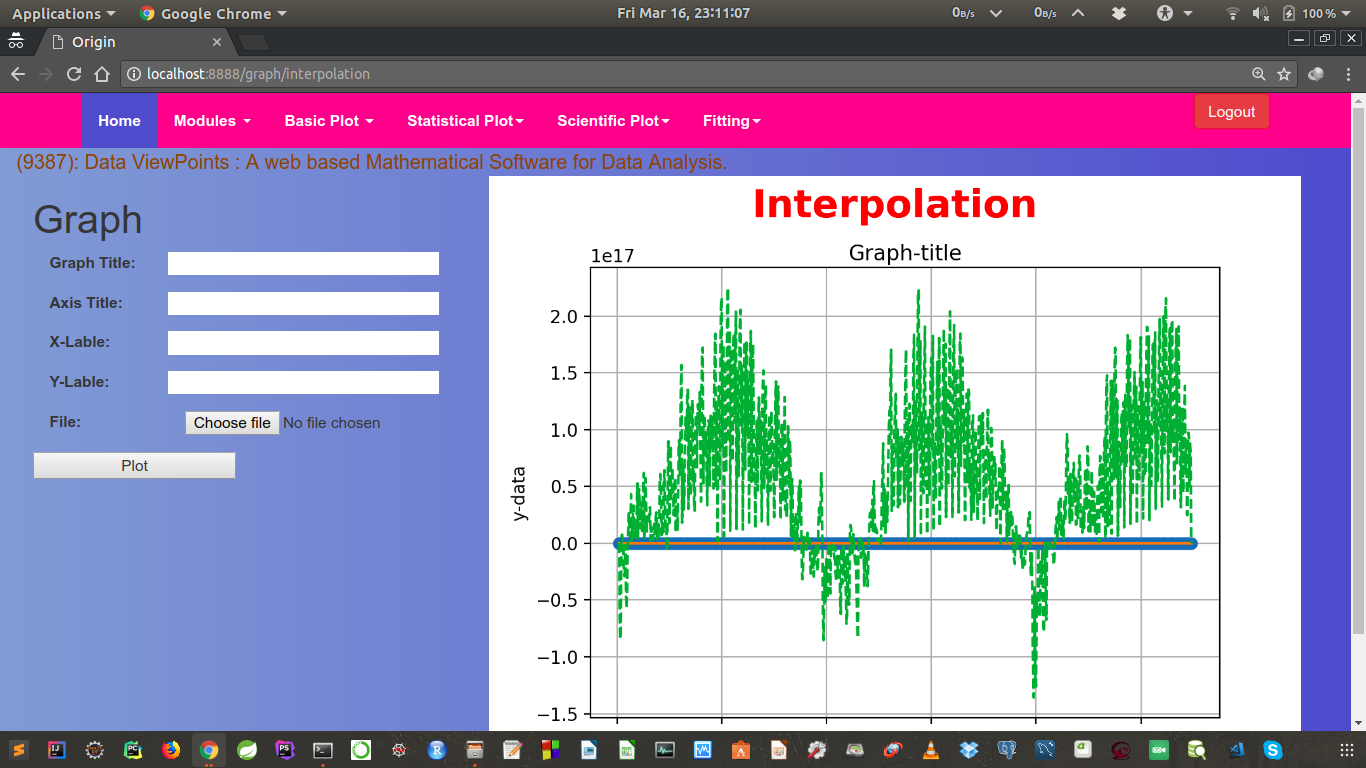 Applications Google Chrome Fri Mar 16, 23:11:07 0B/s 0B/s 100 %
Origin
localhost:8888/graph/interpolation
Home Modules Basic Plot Statistical Plot Scientific Plot Fitting Logout
(9387): Data ViewPoints : A web based Mathematical Software for Data Analysis.
Graph
Graph Title:
Axis Title:
X-Lable:
Y-Lable:
File: Choose file No file chosen
Plot
Interpolation
Graph-title
1e17
2.0
1.5
1.0
0.5
0.0
−0.5
−1.0
−1.5
y-data